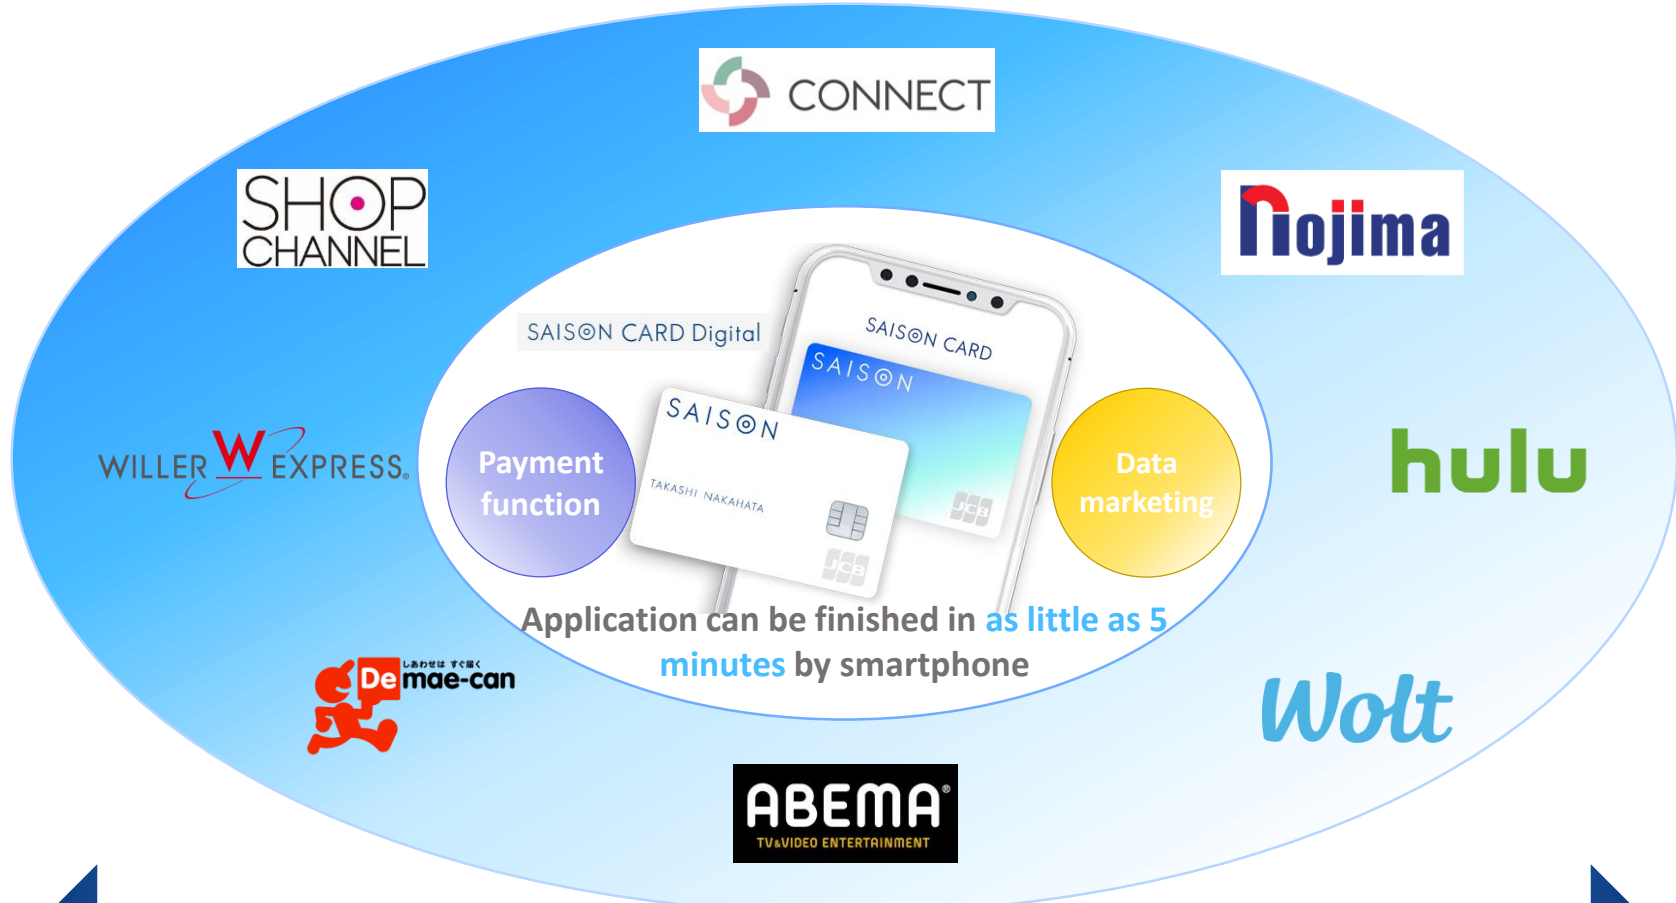 CONNECT
SHOP
CHANNEL
nojima
SAISON CARD Digital
SAISON CARD
SAISON
SAISON
TAKASHI NAKAHATA
JCB
JCB
Payment
function
Data
marketing
WILLER W EXPRESS®
hulu
Application can be finished in as little as 5
minutes by smartphone
しあわせは すぐ届く
Demae-can
Wolt
ABEMA®
TV&VIDEO ENTERTAINMENT